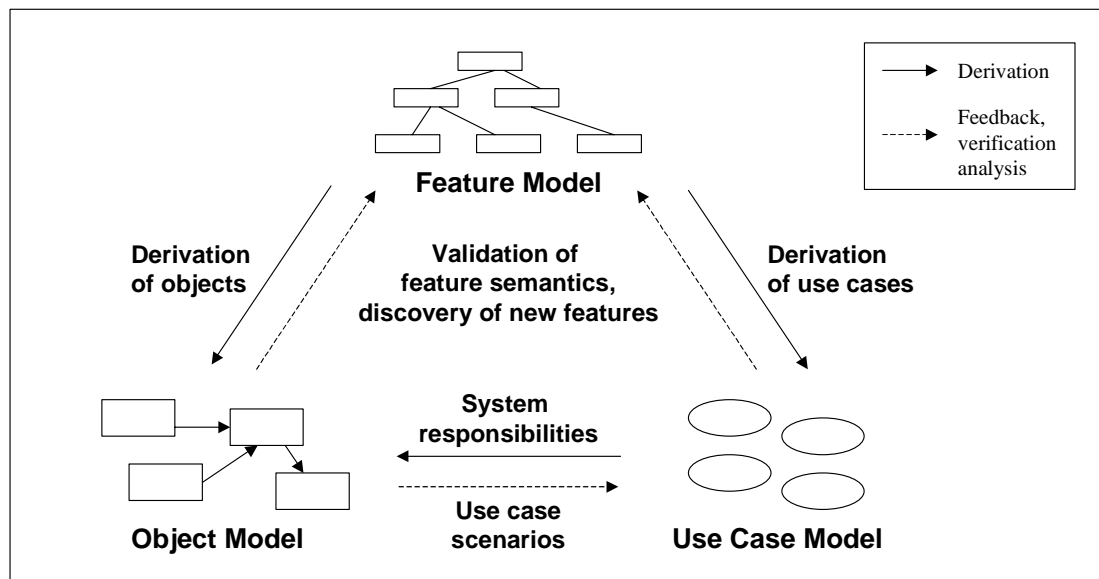 Derivation
Feedback,
verification
analysis
Feature Model
Derivation
of objects
Validation of
feature semantics,
discovery of new features
Derivation
of use cases
System
responsibilities
Use case
scenarios
Object Model
Use Case Model